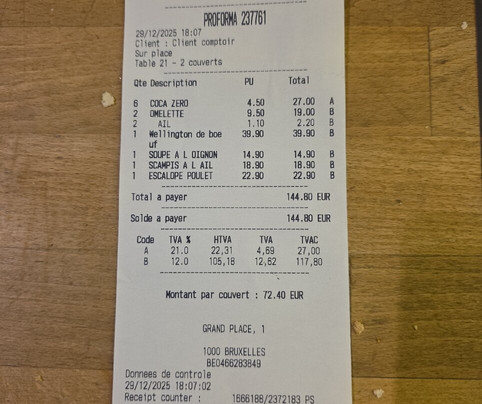 PROFORMA 237761
29/12/2025 18:07
Client : Client comptoir
Sur place
Table 21 - 2 couverts
Qte Description PU Total
6 COCA ZERO 4.50 27.00 A
2 OMELETTE 9.50 19.00 B
2 AIL 1.10 2.20 B
1 Wellington de boe 39.90 39.90 B
uf
1 SOUPE A L OIGNON 14.90 14.90 B
1 SCAMPIS A L AIL 18.90 18.90 B
1 ESCALOPE POULET 22.90 22.90 B
Total a payer 144.80 EUR
Solde a payer 144.80 EUR
Code TVA % HTVA TVA TVAC
A 21.0 22,31 4,69 27,00
B 12.0 105,18 12,62 117,80
Montant par couvert : 72.40 EUR
GRAND PLACE, 1
1000 BRUXELLES
BE0466283849
Donnees de controle
29/12/2025 18:07:02
Receipt counter : 1666186/2372183 PS